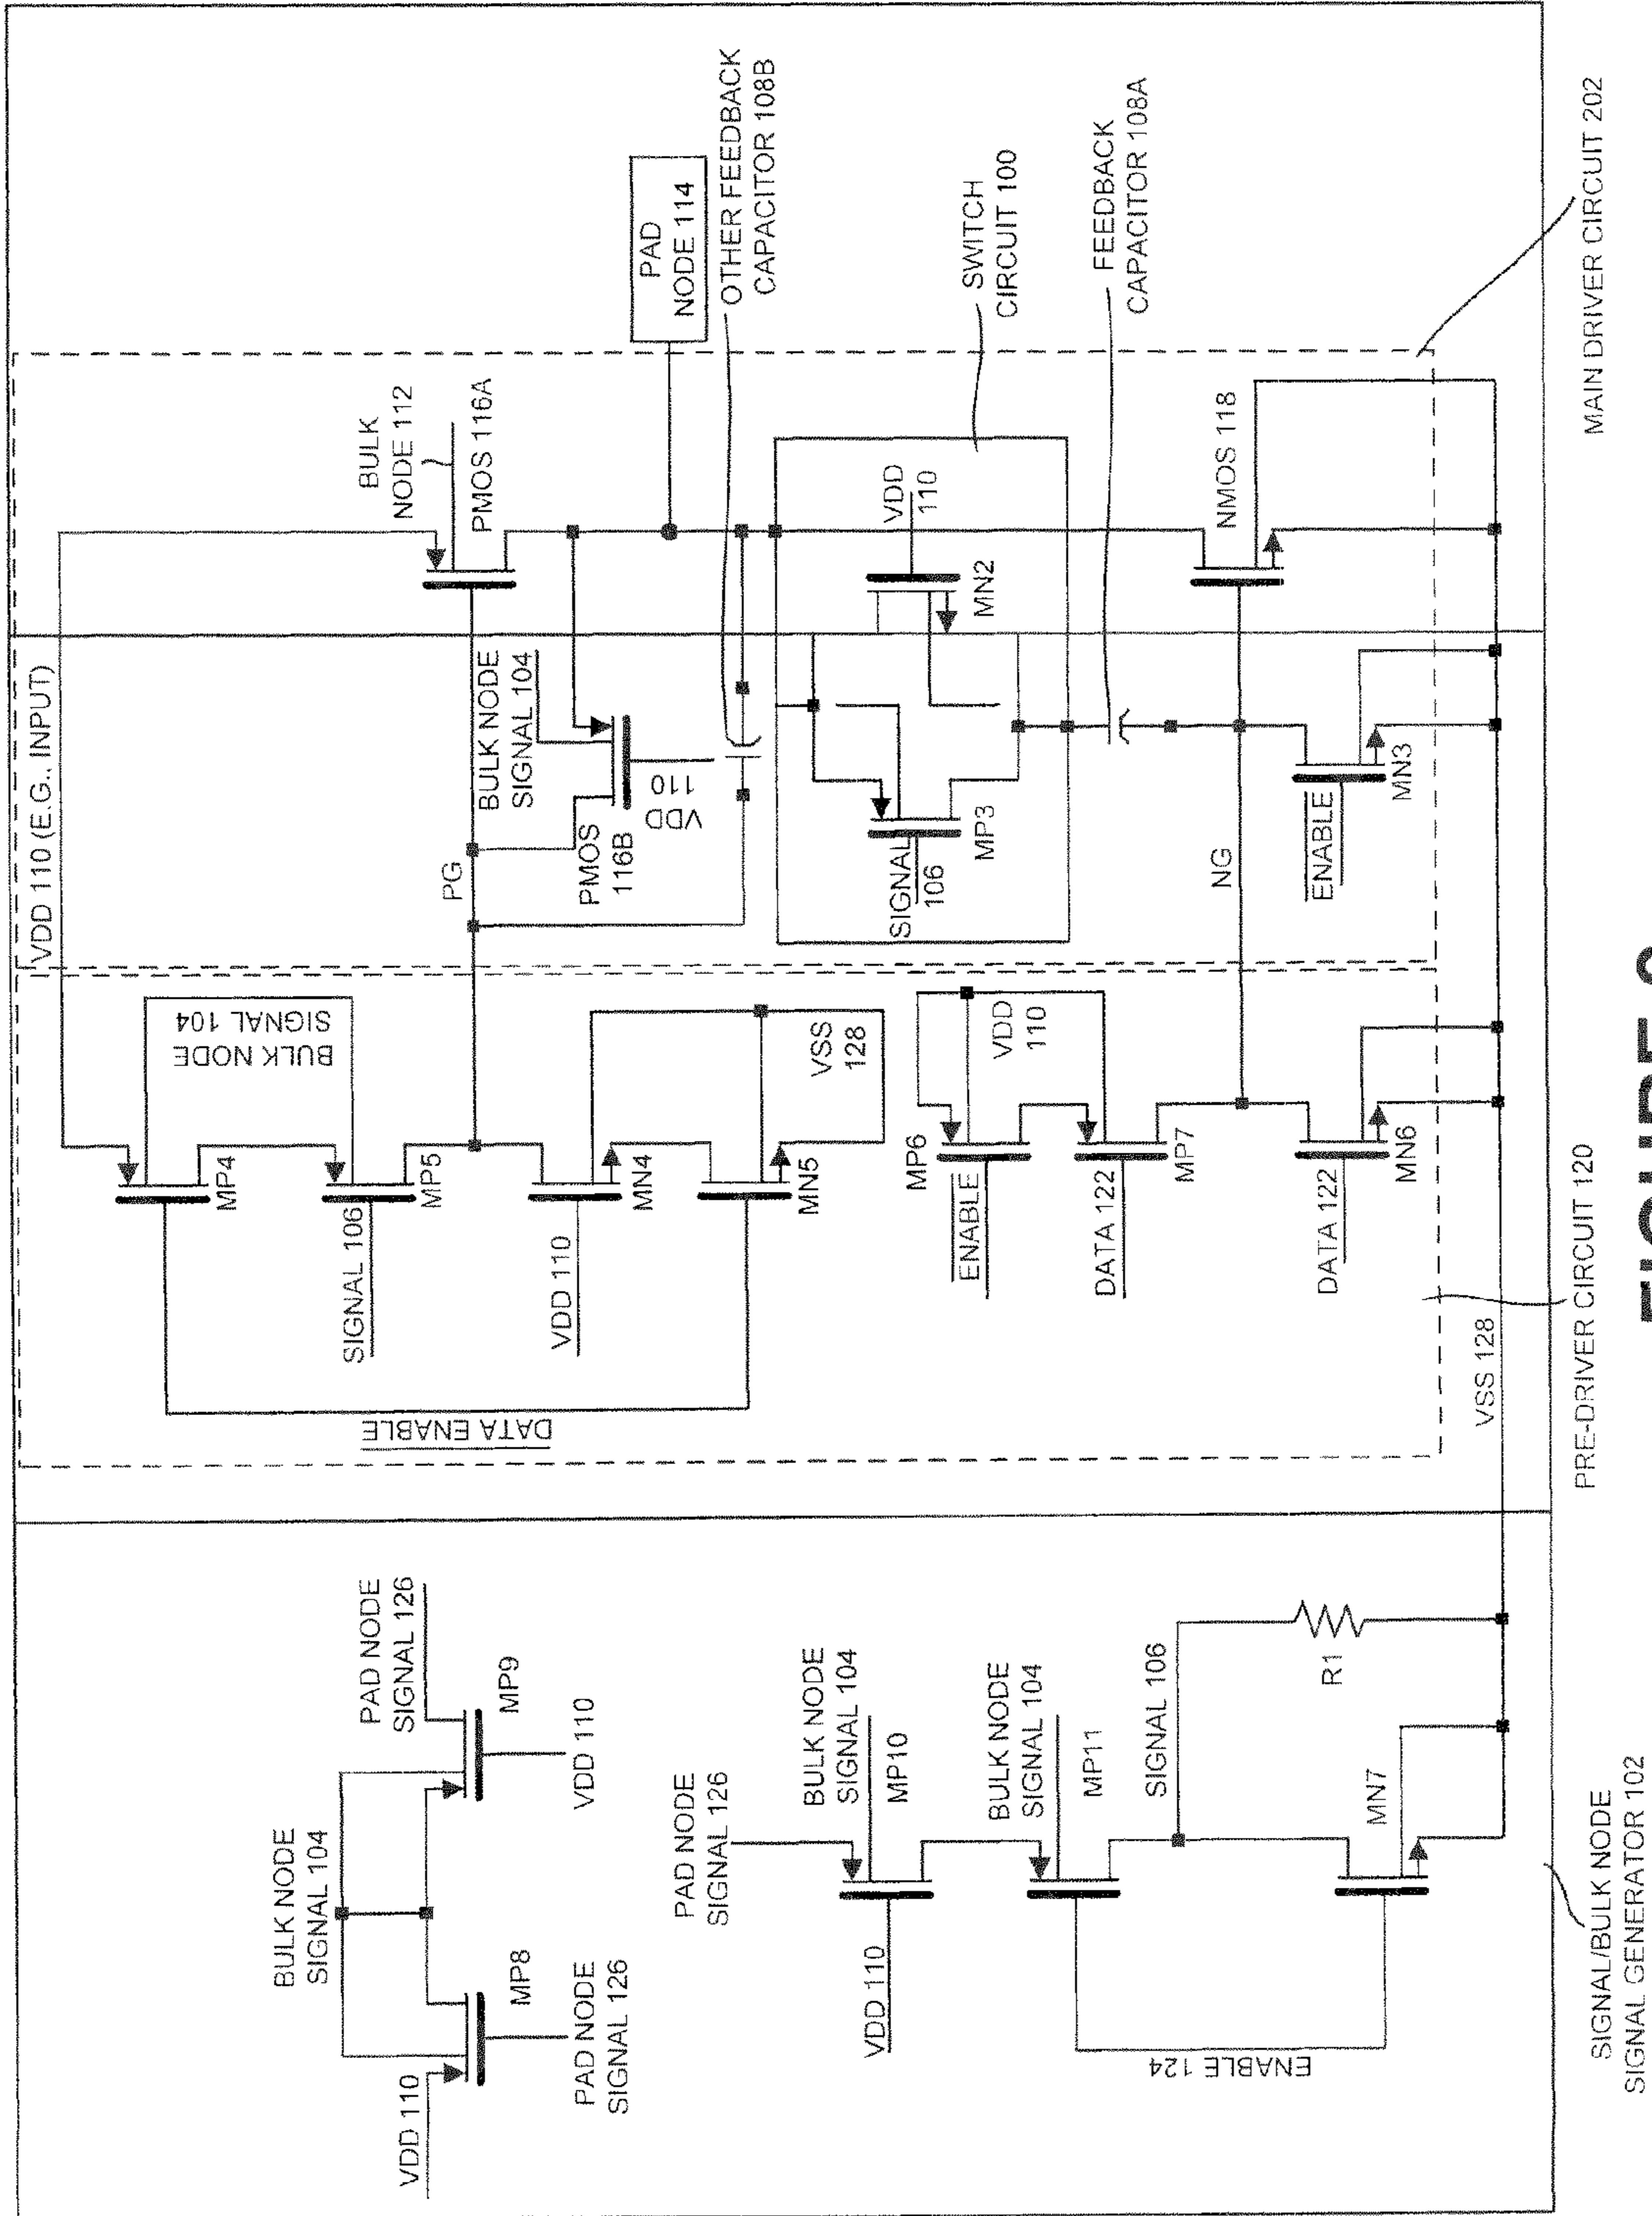 VDD 110 (E.G., INPUT)
BULK
NODE 112
PMOS 116A
PAD
NODE 114
OTHER FEEDBACK
CAPACITOR 108B
PG
BULK NODE
SIGNAL 104
PMOS
116B
VDD
110
SWITCH
CIRCUIT 100
VDD
110
MN2
SIGNAL
106
MP3
FEEDBACK
CAPACITOR 108A
NG
NMOS 118
ENABLE
MN3
MAIN DRIVER CIRCUIT 202
BULK NODE
SIGNAL 104
MP4
SIGNAL 106
MP5
VDD 110
MN4
MN5
VSS
128
DATA ENABLE
MP6
ENABLE
VDD
110
DATA 122
MP7
DATA 122
MN6
VSS 128
PRE-DRIVER CIRCUIT 120
BULK NODE
SIGNAL 104
PAD NODE
SIGNAL 126
MP9
VDD 110
VDD 110
MP8
PAD NODE
SIGNAL 126
PAD NODE
SIGNAL 126
BULK NODE
SIGNAL 104
MP10
VDD 110
BULK NODE
SIGNAL 104
MP11
SIGNAL 106
R1
MN7
ENABLE 124
SIGNAL/BULK NODE
SIGNAL GENERATOR 102
FIGURE